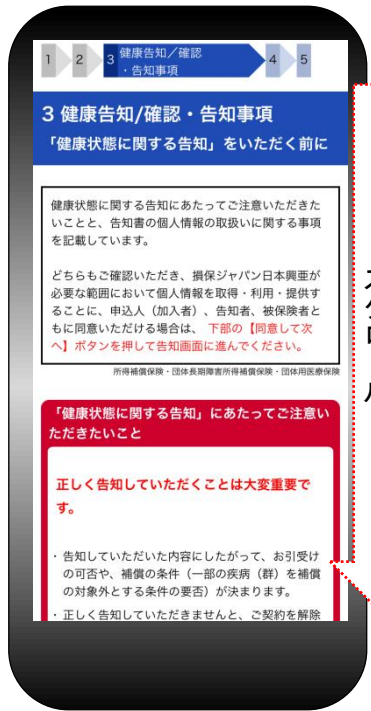 1 2 3 健康告知／確認
・告知事項 4 5
3 健康告知/確認・告知事項
「健康状態に関する告知」をいただく前に
健康状態に関する告知にあたってご注意いただきた
いことと、告知書の個人情報の取扱いに関する事項
を記載しています。
どちらもご確認いただき、損保ジャパン日本興亜が
必要な範囲において個人情報を取得・利用・提供す
ることに、申込人（加入者）、告知者、被保険者と
もに同意いただける場合は、下部の【同意して次
へ】ボタンを押して告知画面に進んでください。
所得補償保険・団体長期障害所得補償保険・団体用医療保険
「健康状態に関する告知」にあたってご注意い
ただきたいこと
正しく告知していただくことは大変重要で
す。
・告知していただいた内容にしたがって、お引受け
の可否や、補償の条件（一部の疾病（群）を補償
の対象外とする条件の要否）が決まります。
・正しく告知していただきませんと、ご契約を解除